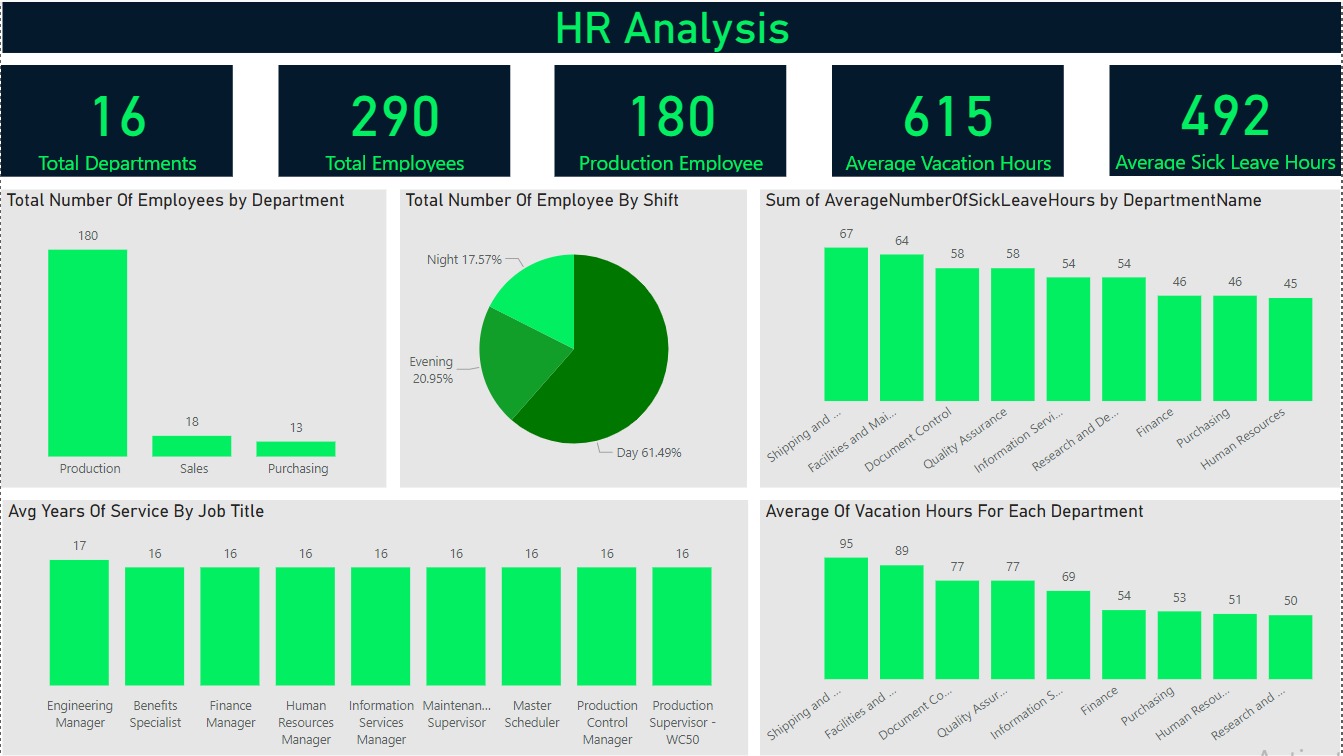 HR Analysis
16
Total Departments
290
Total Employees
180
Production Employee
615
Average Vacation Hours
492
Average Sick Leave Hours
Total Number Of Employees by Department
180
18
13
Production
Sales
Purchasing
Total Number Of Employee By Shift
Night 17.57%
Evening
20.95%
Day 61.49%
Sum of AverageNumberOfSickLeaveHours by DepartmentName
67
64
58
58
54
54
46
46
45
Shipping and ...
Facilities and Mai...
Document Control
Quality Assurance
Information Servi...
Research and De...
Finance
Purchasing
Human Resources
Avg Years Of Service By Job Title
17
16
16
16
16
16
16
16
16
Engineering
Manager
Benefits
Specialist
Finance
Manager
Human
Resources
Manager
Information
Services
Manager
Maintenan...
Supervisor
Master
Scheduler
Production
Control
Manager
Production
Supervisor -
WC50
Average Of Vacation Hours For Each Department
95
89
77
77
69
54
53
51
50
Shipping and ...
Facilities and ...
Document Co...
Quality Assur...
Information S...
Finance
Purchasing
Human Resou...
Research and ...